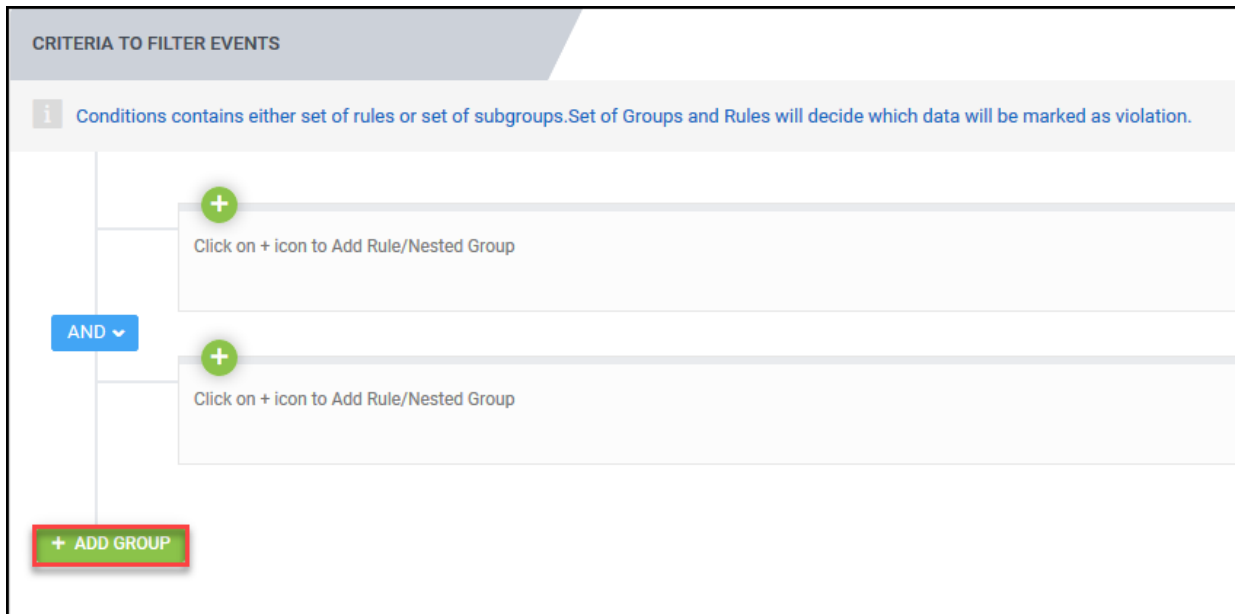 CRITERIA TO FILTER EVENTS
i Conditions contains either set of rules or set of subgroups.Set of Groups and Rules will decide which data will be marked as violation.
+
Click on + icon to Add Rule/Nested Group
AND
+
Click on + icon to Add Rule/Nested Group
+ ADD GROUP